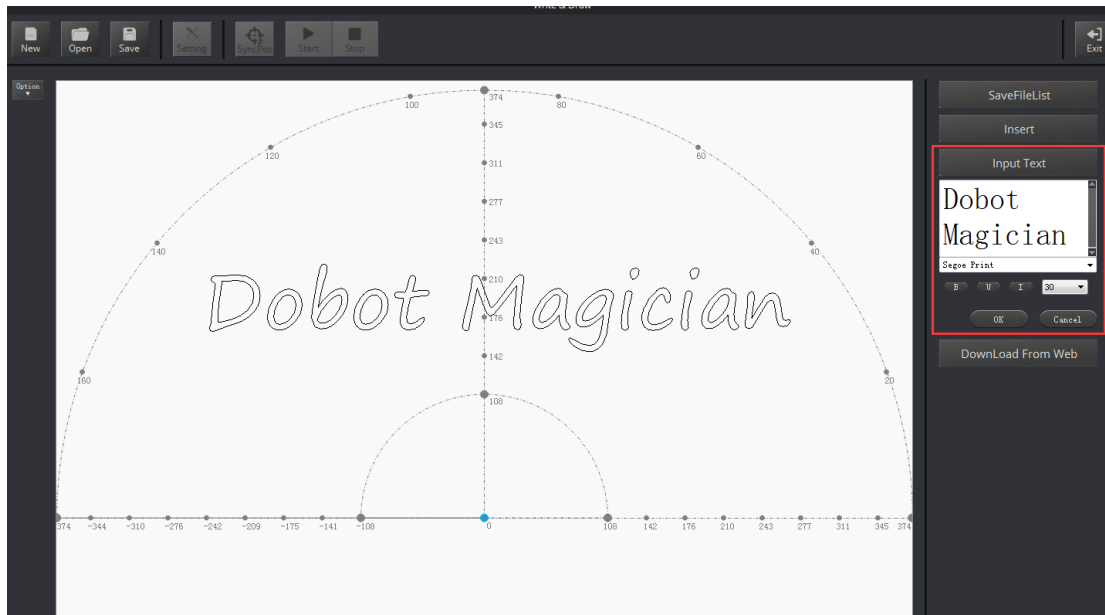 Write & Draw
New Open Save Setting SyncPos Start Stop Exit
Option
SaveFileList
Insert
Input Text
Dobot
Magician
Segoe Print
B U I 30
OK Cancel
DownLoad From Web
374
100 80
345
120 60
311
277
140 243 40
210
Dobot Magician
176
142
160 20
108
374 -344 -310 -276 -242 -209 -175 -141 -108 0 108 142 176 210 243 277 311 345 374